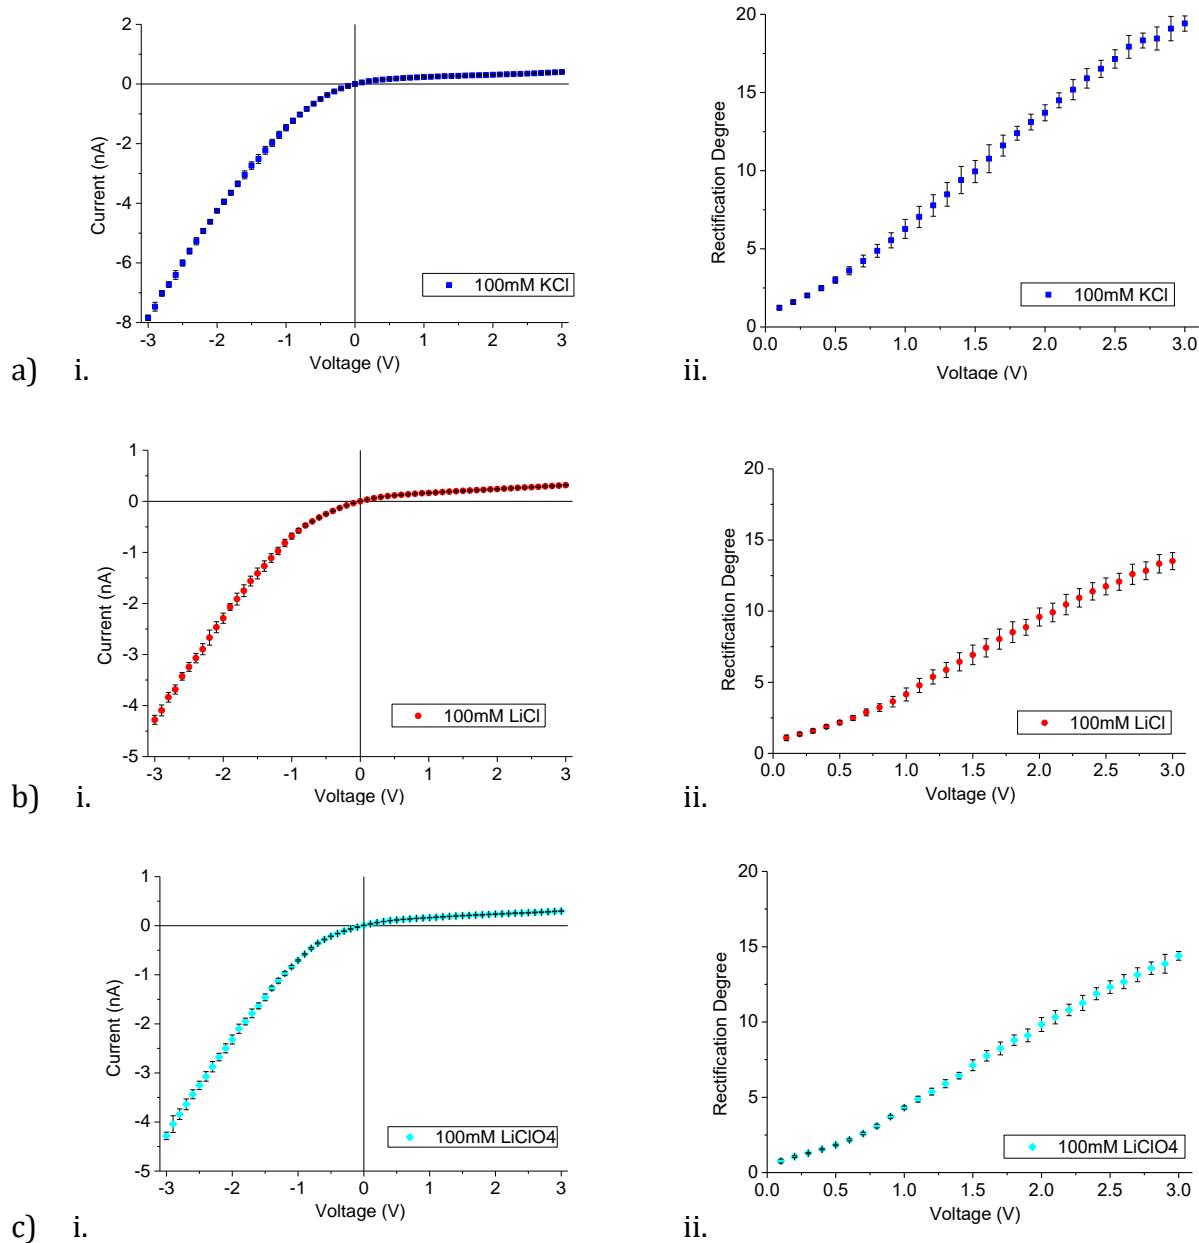 2
0
-2
-4
-6
-8
-3 -2 -1 0 1 2 3
Current (nA)
Voltage (V)
100mM KCl
a) i.
20
15
10
5
0
0.0 0.5 1.0 1.5 2.0 2.5 3.0
Rectification Degree
Voltage (V)
100mM KCl
ii.
1
0
-1
-2
-3
-4
-5
-3 -2 -1 0 1 2 3
Current (nA)
Voltage (V)
100mM LiCl
b) i.
20
15
10
5
0
0.0 0.5 1.0 1.5 2.0 2.5 3.0
Rectification Degree
Voltage (V)
100mM LiCl
ii.
1
0
-1
-2
-3
-4
-5
-3 -2 -1 0 1 2 3
Current (nA)
Voltage (V)
100mM LiClO4
c) i.
20
15
10
5
0
0.0 0.5 1.0 1.5 2.0 2.5 3.0
Rectification Degree
Voltage (V)
100mM LiClO4
ii.